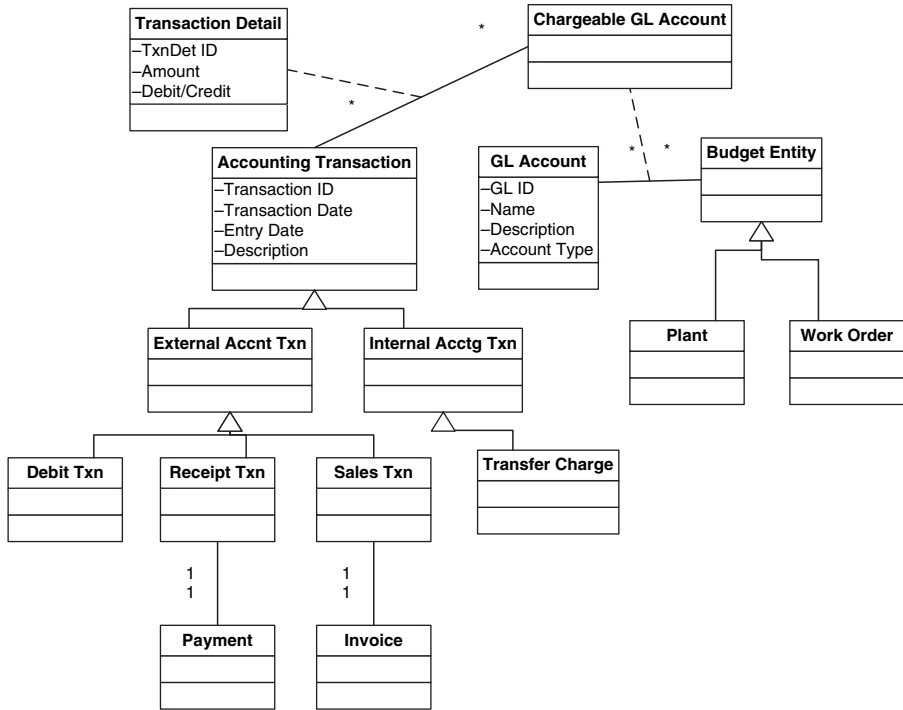 Transaction Detail
–TxnDet ID
–Amount
–Debit/Credit
*
*
Chargeable GL Account
Accounting Transaction
–Transaction ID
–Transaction Date
–Entry Date
–Description
GL Account
–GL ID
–Name
–Description
–Account Type
*
*
Budget Entity
External Accnt Txn
Internal Acctg Txn
Plant
Work Order
Debit Txn
Receipt Txn
Sales Txn
Transfer Charge
1
1
1
1
Payment
Invoice